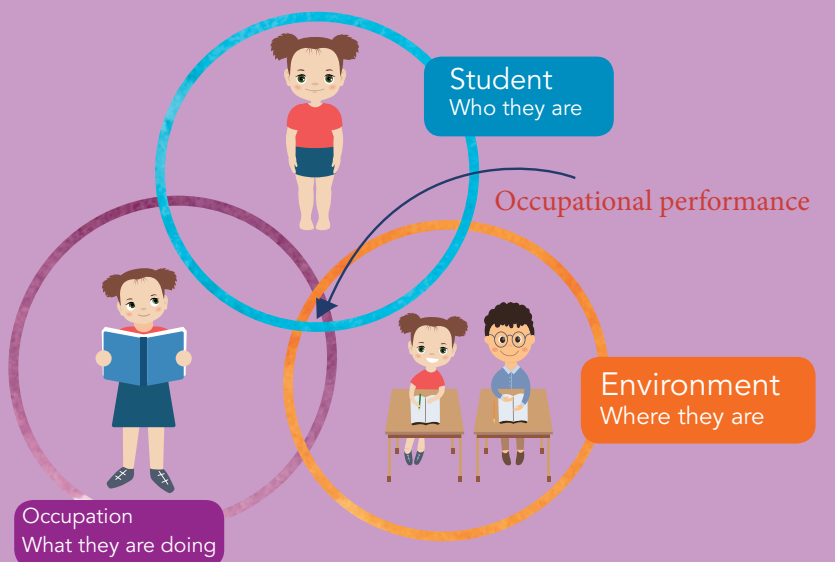 Student
Who they are
Occupational performance
Environment
Where they are
Occupation
What they are doing